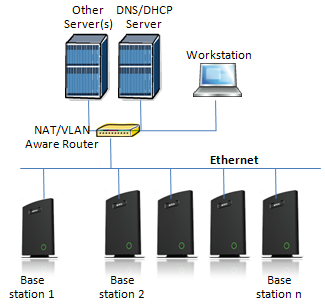 Other
Server(s)
DNS/DHCP
Server
Workstation
NAT/VLAN
Aware Router
Ethernet
Base
station 1
Base
station 2
Base
station n